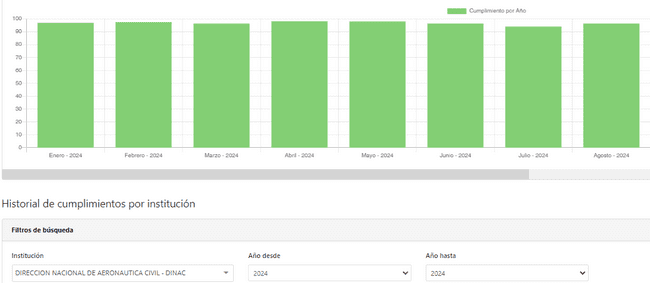 Cumplimiento por Año
100
90
80
70
60
50
40
30
20
10
0
Enero - 2024 Febrero - 2024 Marzo - 2024 Abril - 2024 Mayo - 2024 Junio - 2024 Julio - 2024 Agosto - 2024
Historial de cumplimientos por institución
Filtros de búsqueda
Institución Año desde Año hasta
DIRECCION NACIONAL DE AERONAUTICA CIVIL - DINAC 2024 2024